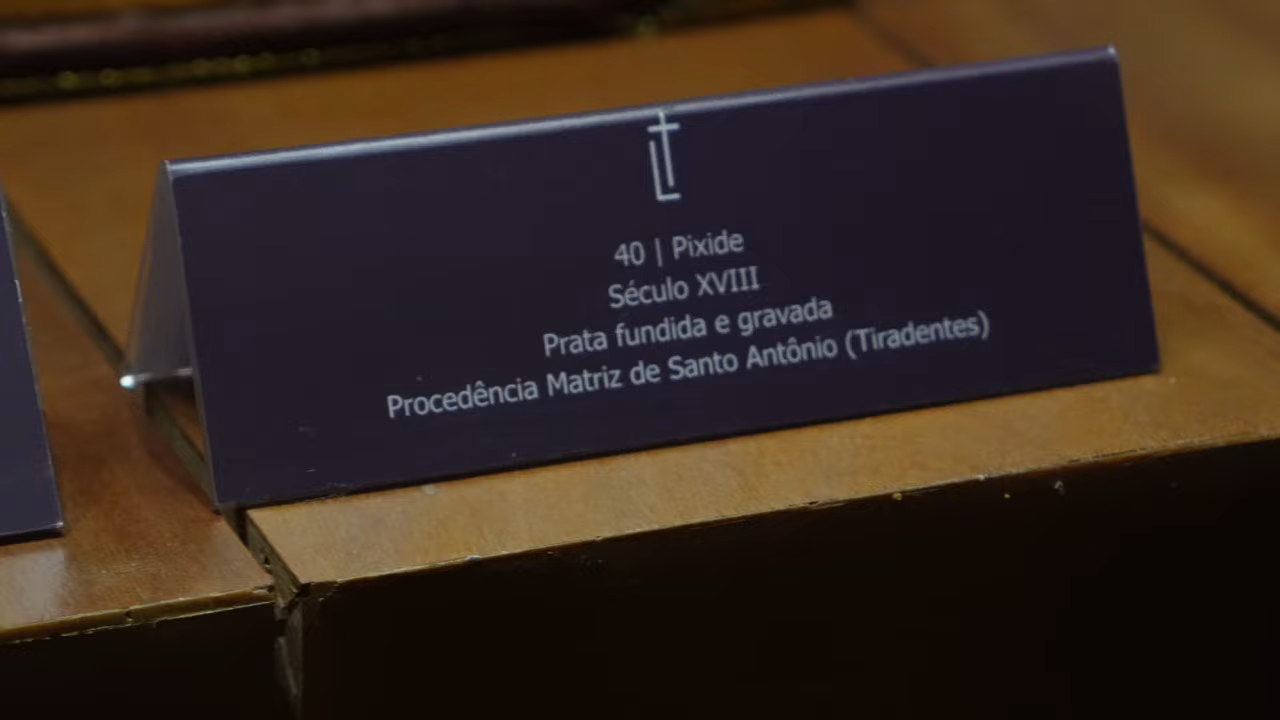 40 | Pixide
Século XVIII
Prata fundida e gravada
Procedência Matriz de Santo Antônio (Tiradentes)